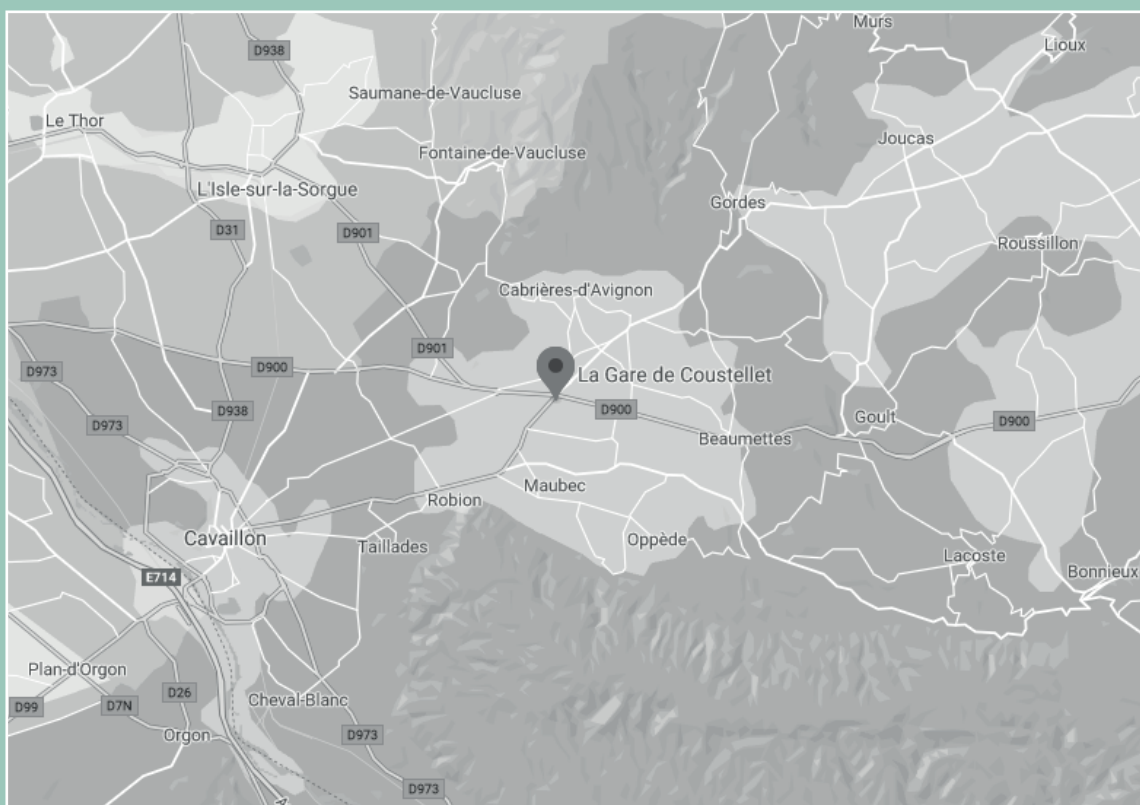 Murs
Lioux
D938
Saumane-de-Vaucluse
Le Thor
Joucas
Fontaine-de-Vaucluse
L'Isle-sur-la-Sorgue
Gordes
D31
D901
Roussillon
Cabrières-d'Avignon
D901
D900
D973
La Gare de Coustellet
D938
D900
Goult
D900
D973
Beaumettes
Maubec
Robion
Cavaillon
Taillades
Oppède
Lacoste
Bonnieux
E714
Plan-d'Orgon
D26
Cheval-Blanc
D99
D7N
Orgon
D973
D973